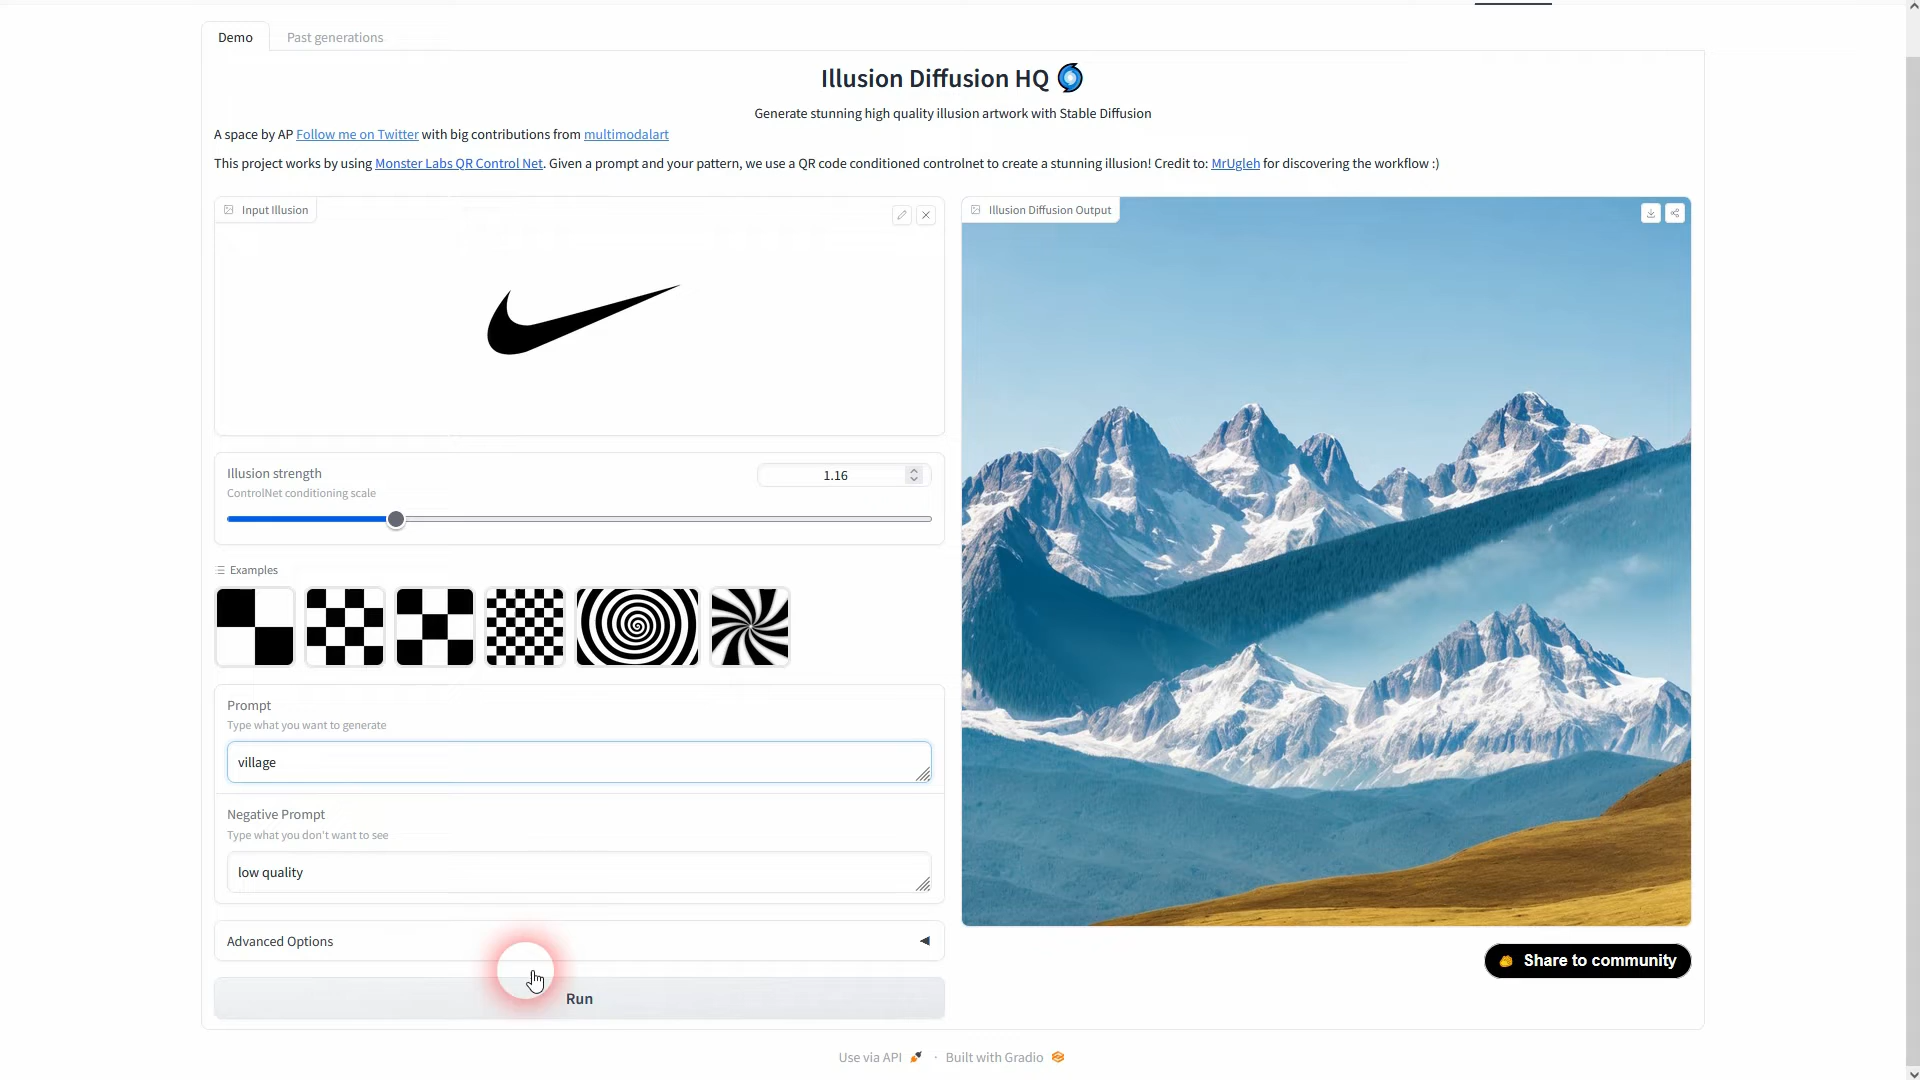 Demo
Past generations
Illusion Diffusion HQ
Generate stunning high quality illusion artwork with Stable Diffusion
A space by AP Follow me on Twitter with big contributions from multimodalart
This project works by using Monster Labs QR Control Net. Given a prompt and your pattern, we use a QR code conditioned controlnet to create a stunning illusion! Credit to: MrUgleh for discovering the workflow :)
Input Illusion
Illusion Diffusion Output
Illusion strength
1.16
ControlNet conditioning scale
Examples
Prompt
Type what you want to generate
village
Negative Prompt
Type what you don't want to see
low quality
Advanced Options
Share to community
Run
Use via API · Built with Gradio